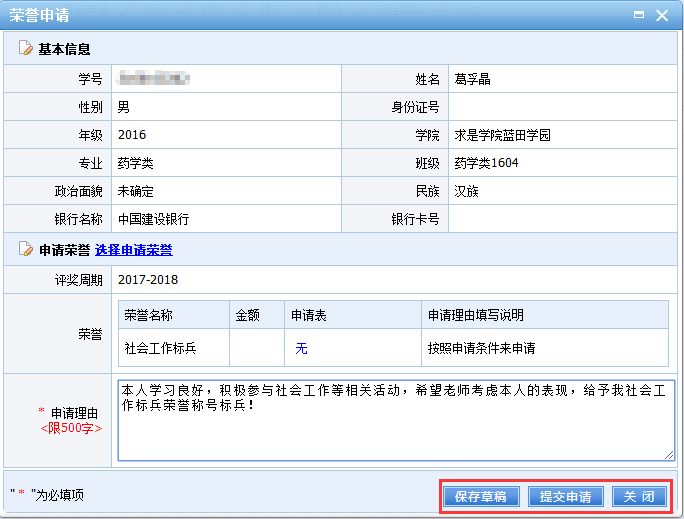 荣誉申请
基本信息
学号 姓名 葛孚晶
性别 男 身份证号
年级 2016 学院 求是学院蓝田学园
专业 药学类 班级 药学类1604
政治面貌 未确定 民族 汉族
银行名称 中国建设银行 银行卡号
申请荣誉 选择申请荣誉
评奖周期 2017-2018
荣誉
荣誉名称 金额 申请表 申请理由填写说明
社会工作标兵 无 按照申请条件来申请
* 申请理由
<限500字>
本人学习良好，积极参与社会工作等相关活动，希望老师考虑本人的表现，给予我社会工
作标兵荣誉称号标兵！
" * "为必填项 保存草稿 提交申请 关 闭